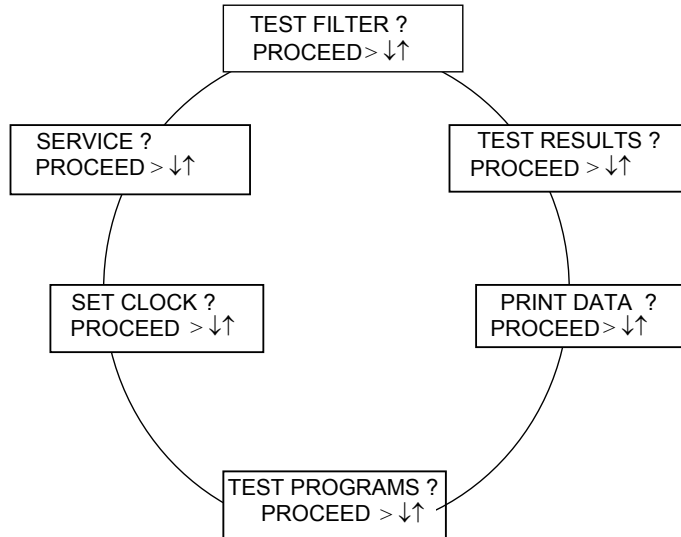 TEST FILTER ?
PROCEED> ↓↑
SERVICE ?
PROCEED > ↓↑
TEST RESULTS ?
PROCEED > ↓↑
SET CLOCK ?
PROCEED > ↓↑
PRINT DATA ?
PROCEED> ↓↑
TEST PROGRAMS ?
PROCEED > ↓↑